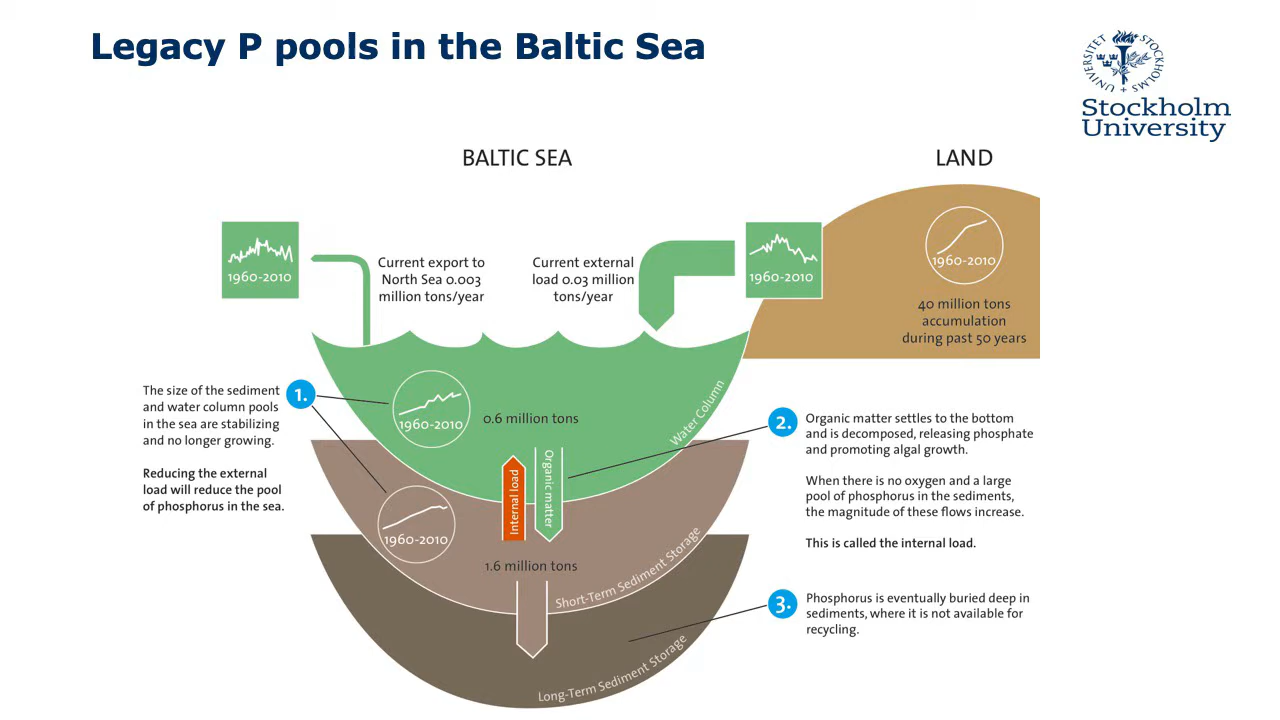 Legacy P pools in the Baltic Sea
UNIVERSITET STOCKHOLMS
Stockholm
University
BALTIC SEA
LAND
1960-2010
Current export to
North Sea 0.003
million tons/year
Current external
load 0.03 million
tons/year
1960-2010
1960-2010
40 million tons
accumulation
during past 50 years
The size of the sediment
and water column pools
in the sea are stabilizing
and no longer growing.
Reducing the external
load will reduce the pool
of phosphorus in the sea.
1.
1960-2010
0.6 million tons
Water Column
Internal load
Organic matter
2.
Organic matter settles to the bottom
and is decomposed, releasing phosphate
and promoting algal growth.
When there is no oxygen and a large
pool of phosphorus in the sediments,
the magnitude of these flows increase.
This is called the internal load.
1960-2010
1.6 million tons
Short-Term Sediment Storage
3.
Phosphorus is eventually buried deep in
sediments, where it is not available for
recycling.
Long-Term Sediment Storage